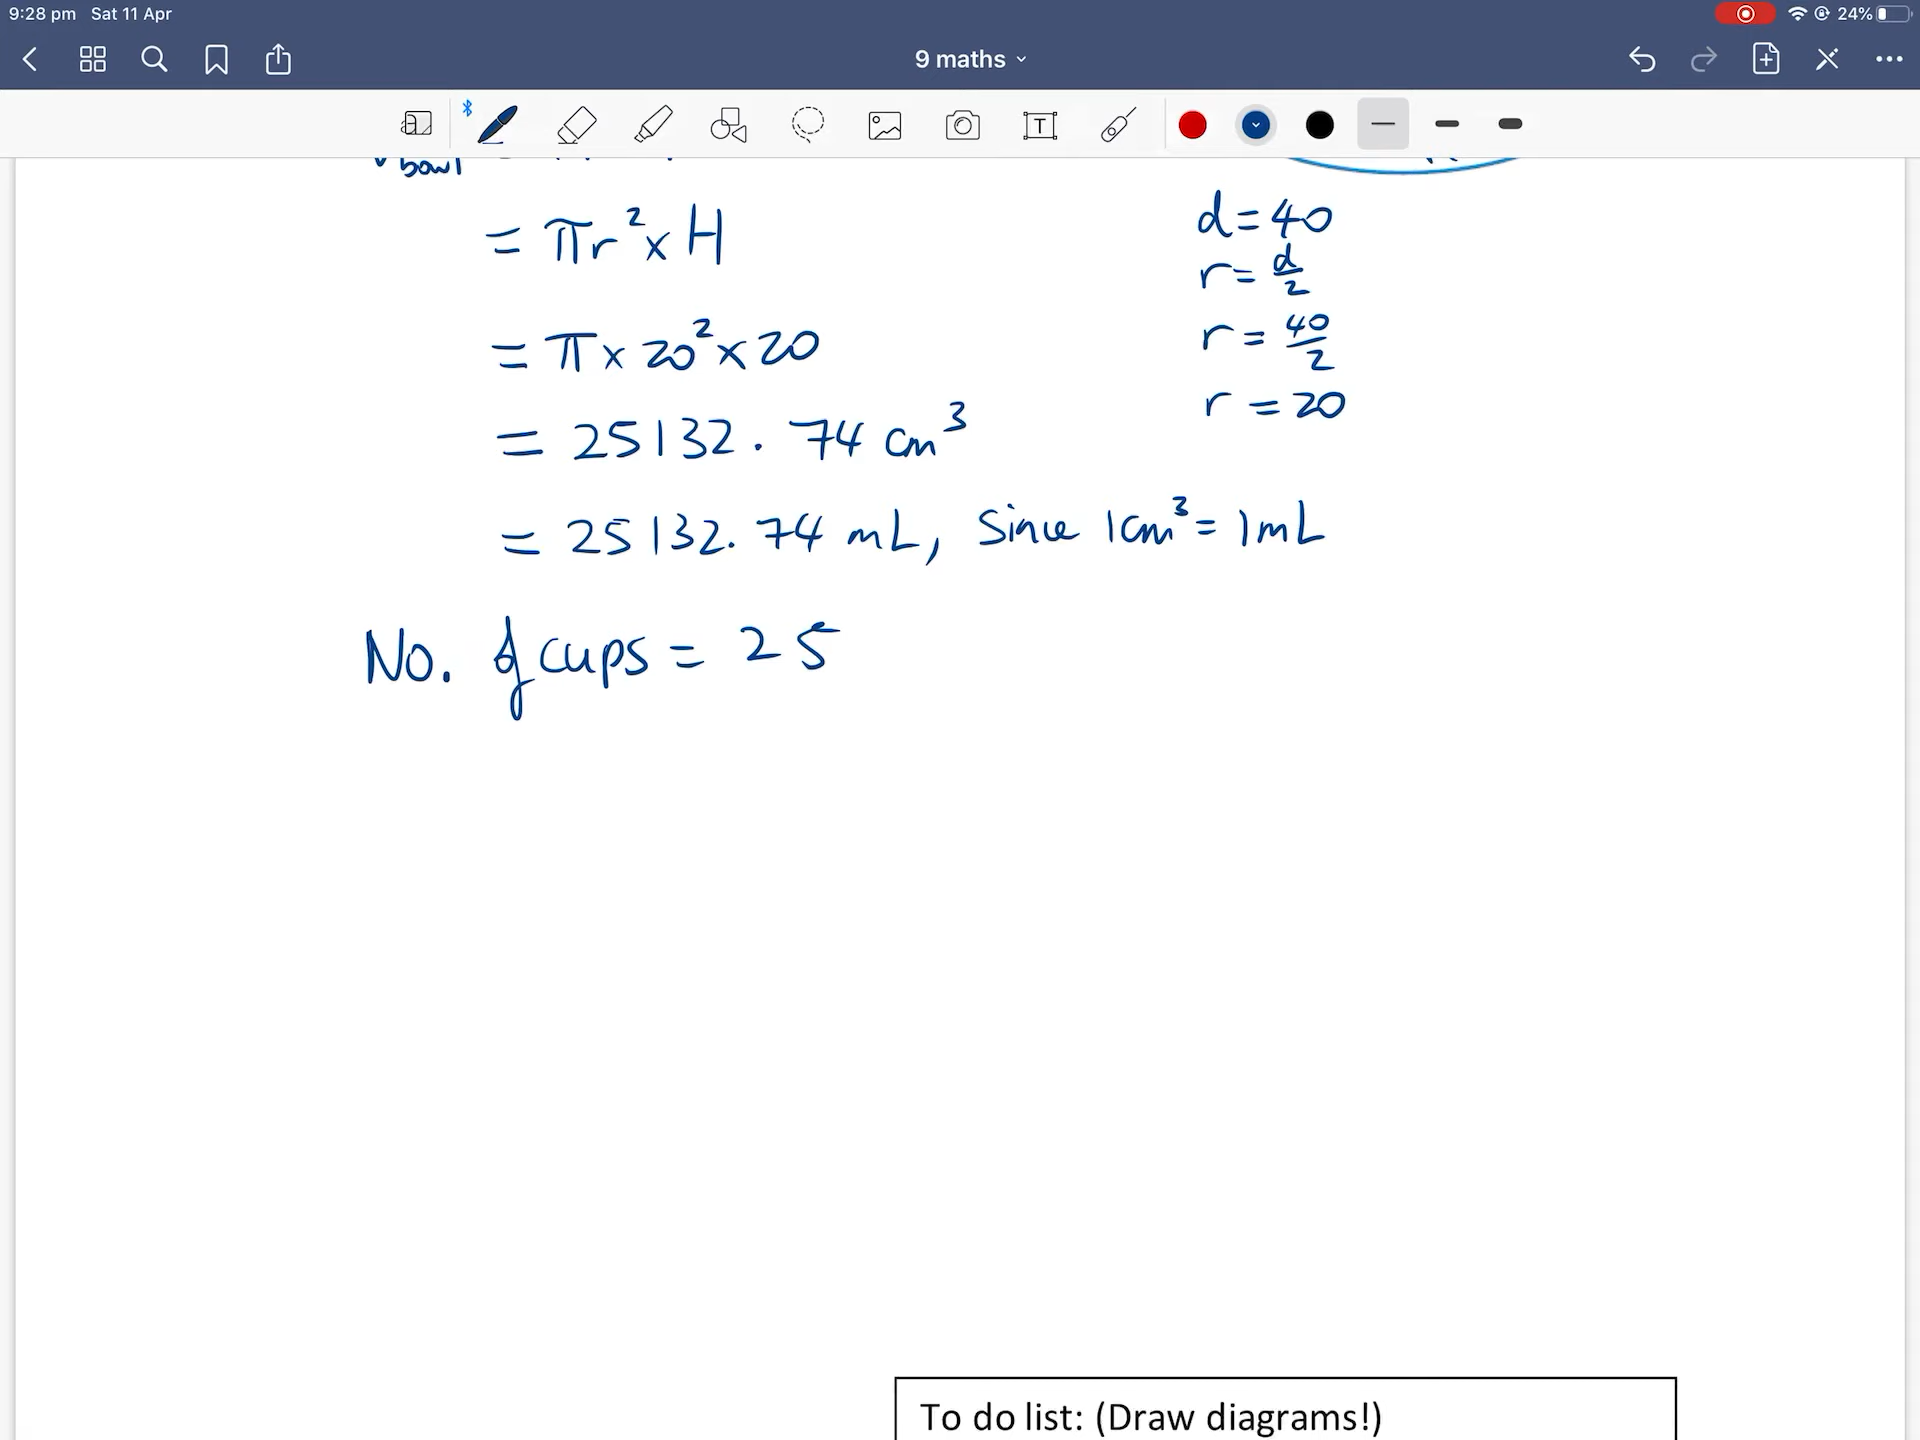 9:28 pm Sat 11 Apr
24%
9 maths
bowl
= πr² x H
d = 40
r = d/2
= π x 20² x 20
r = 40/2
r = 20
= 25132.74 cm³
= 25132.74 mL, since 1cm³ = 1mL
No. of cups = 25
To do list: (Draw diagrams!)